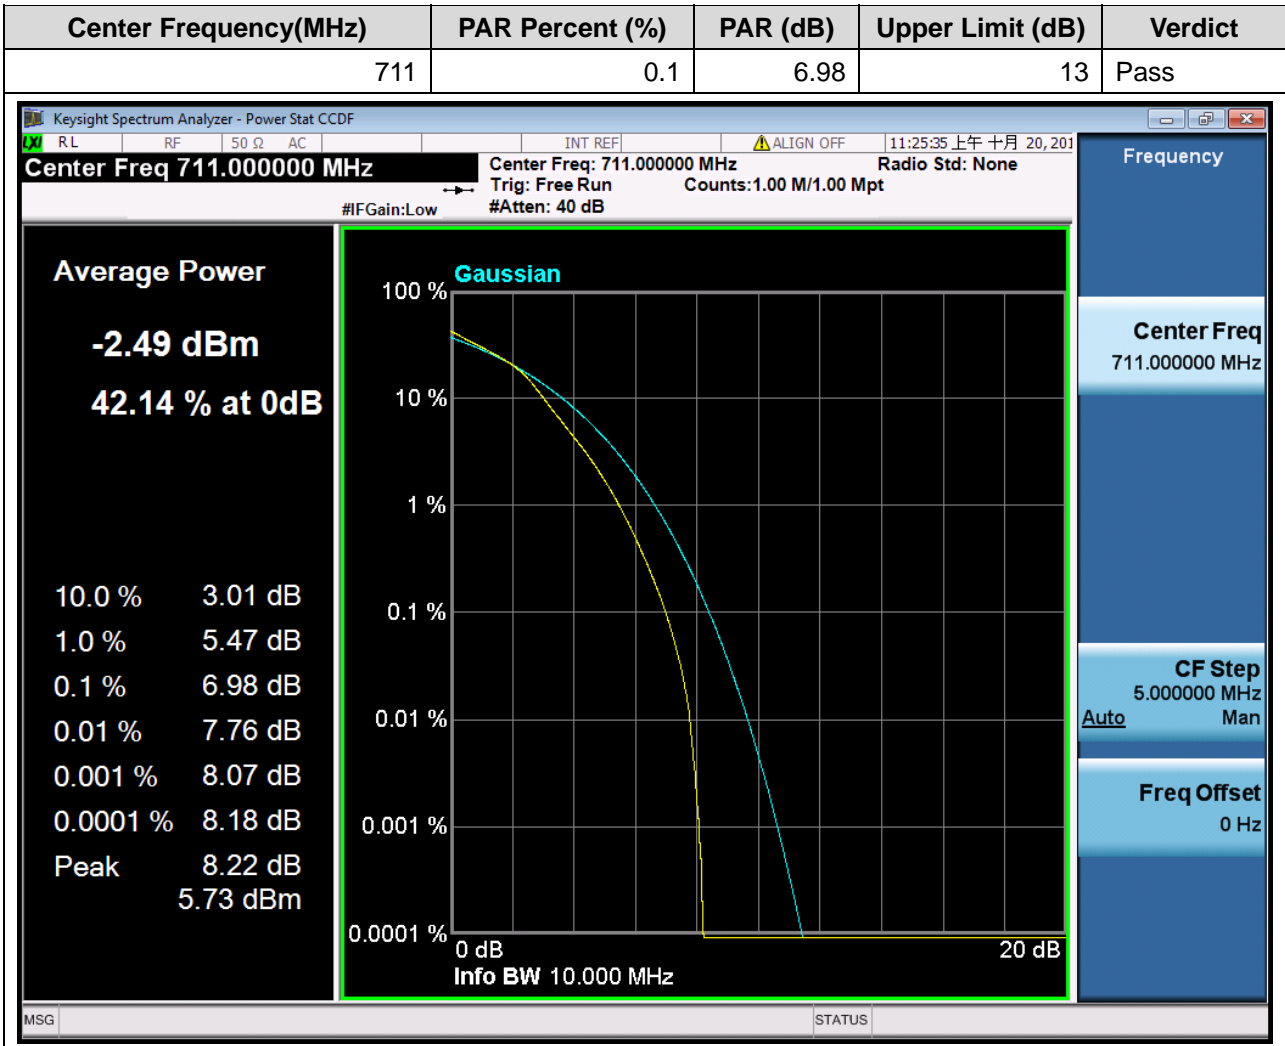 Center Frequency(MHz) PAR Percent (%) PAR (dB) Upper Limit (dB) Verdict
711 0.1 6.98 13 Pass
Keysight Spectrum Analyzer - Power Stat CCDF
LXI RL RF 50 Ω AC INT REF ALIGN OFF 11:25:35 上午 十月 20, 201
Center Freq 711.000000 MHz
Center Freq: 711.000000 MHz Radio Std: None
Trig: Free Run Counts:1.00 M/1.00 Mpt
#IFGain:Low #Atten: 40 dB
Average Power
-2.49 dBm
42.14 % at 0dB
10.0 % 3.01 dB
1.0 % 5.47 dB
0.1 % 6.98 dB
0.01 % 7.76 dB
0.001 % 8.07 dB
0.0001 % 8.18 dB
Peak 8.22 dB
5.73 dBm
Gaussian
100 %
10 %
1 %
0.1 %
0.01 %
0.001 %
0.0001 %
0 dB 20 dB
Info BW 10.000 MHz
Frequency
Center Freq
711.000000 MHz
CF Step
5.000000 MHz
Auto Man
Freq Offset
0 Hz
MSG STATUS